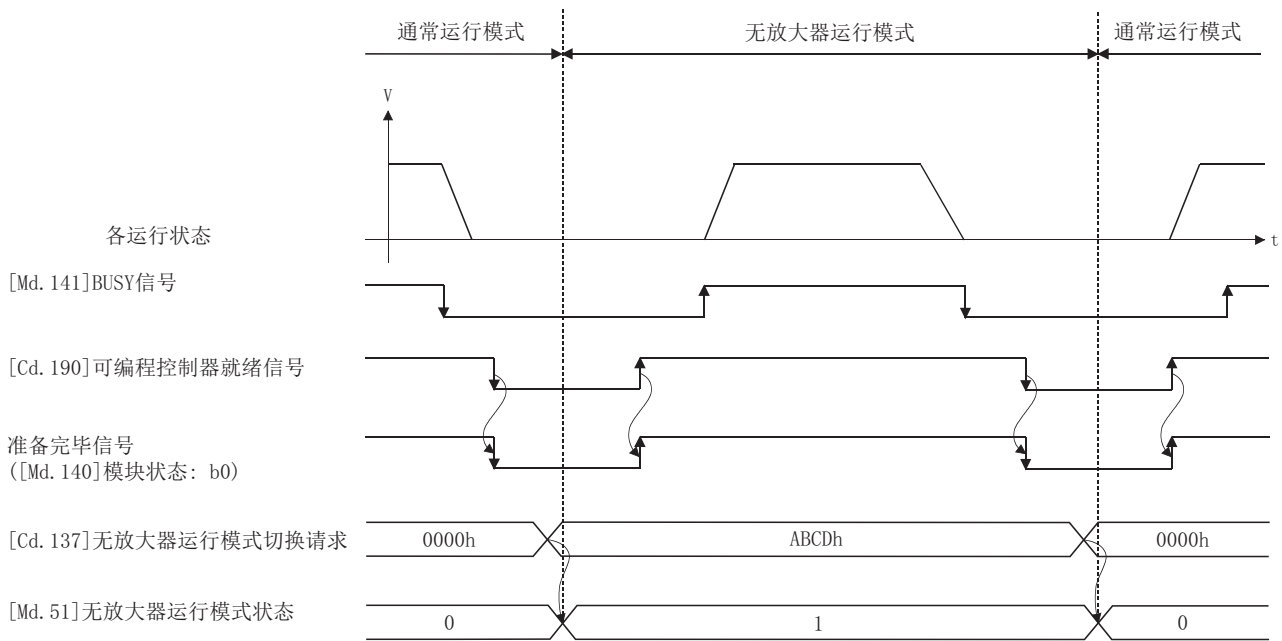 通常运行模式 无放大器运行模式 通常运行模式
V
各运行状态
t
[Md.141]BUSY信号
[Cd.190]可编程控制器就绪信号
准备完毕信号
([Md.140]模块状态: b0)
[Cd.137]无放大器运行模式切换请求 0000h ABCDh 0000h
[Md.51]无放大器运行模式状态 0 1 0